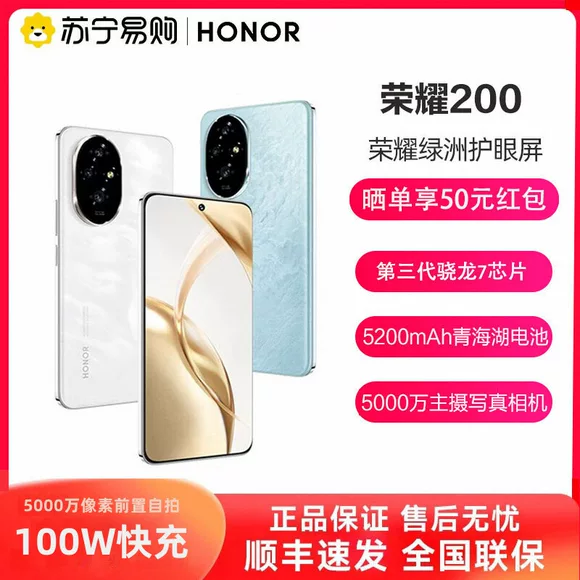 苏宁易购 | HONOR
荣耀200
荣耀绿洲护眼屏
晒单享50元红包
第三代骁龙7芯片
5200mAh青海湖电池
5000万主摄写真相机
HONOR
5000万像素前置自拍
100W快充
正品保证 售后无忧
顺丰速发 全国联保